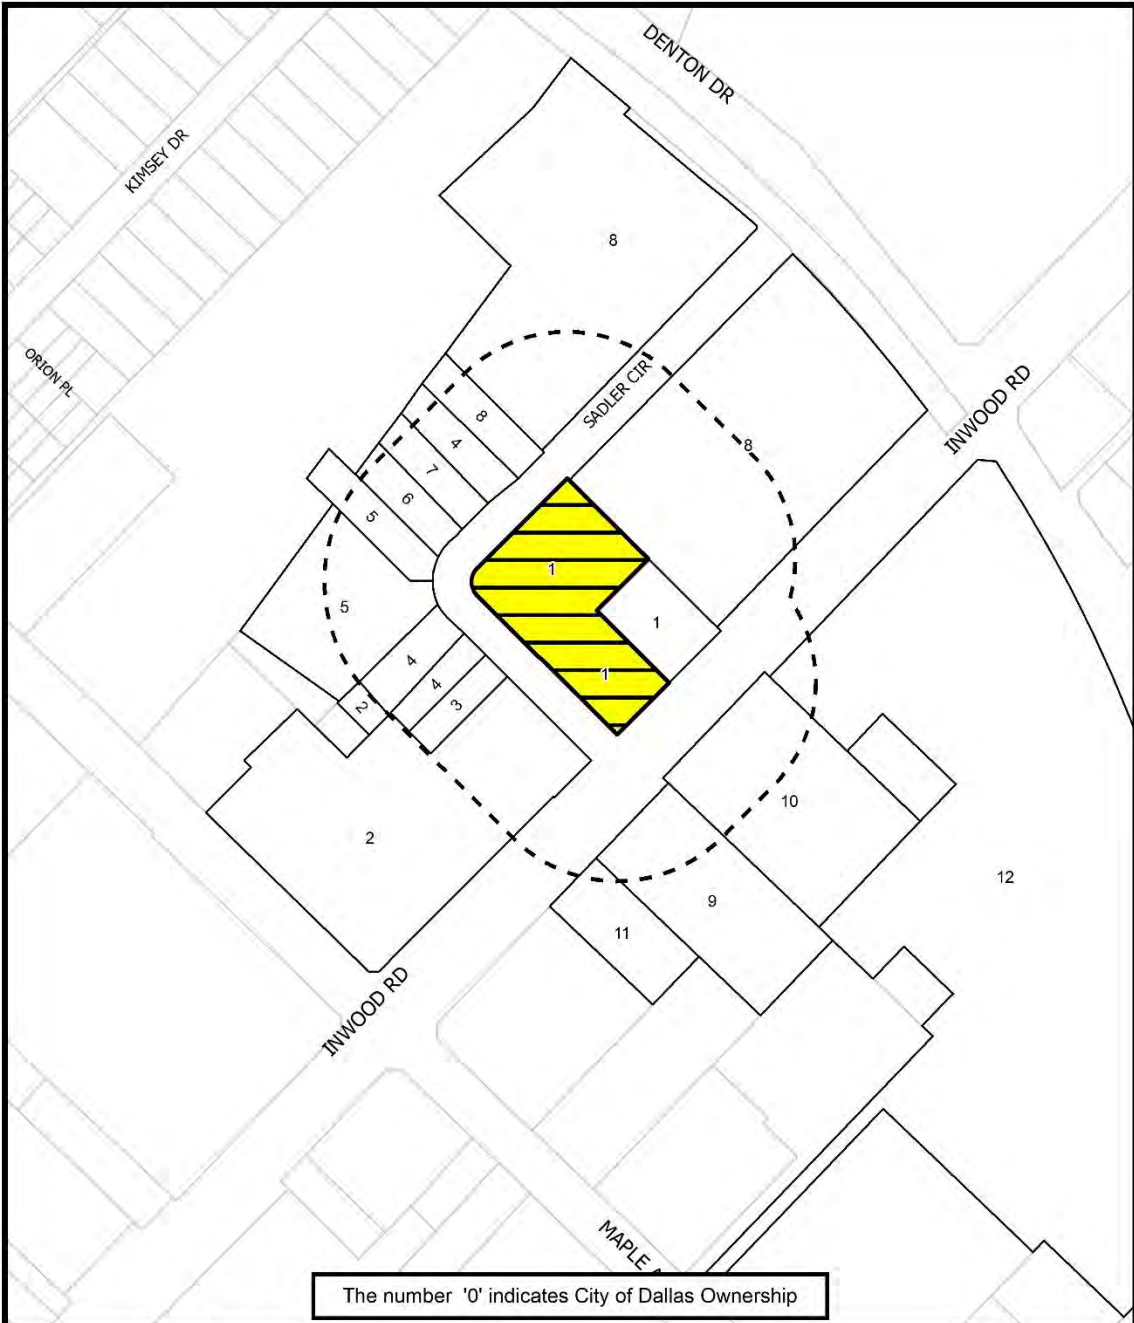 DENTON DR
KIMSEY DR
8
ORION PL
INWOOD RD
SADLER CIR
8
4
8
7
6
5
1
5
1
4
1
4
3
2
10
2
12
9
11
INWOOD RD
MAPLE
The number '0' indicates City of Dallas Ownership